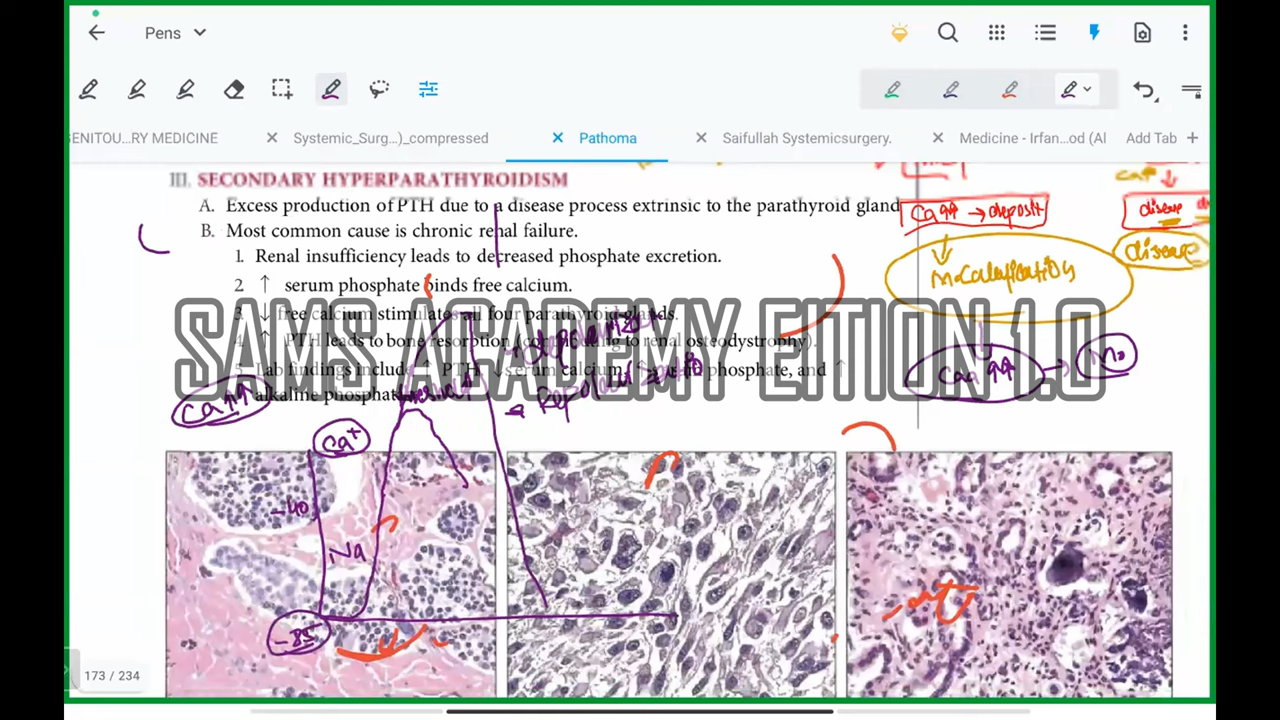 Pens
GENITOU...RY MEDICINE
Systemic_Surg...)_compressed
Pathoma
Saifullah Systemicsurgery.
Medicine - Irfan...od (Al
Add Tab
III. SECONDARY HYPERPARATHYROIDISM
A. Excess production of PTH due to a disease process extrinsic to the parathyroid gland
B. Most common cause is chronic renal failure.
1. Renal insufficiency leads to decreased phosphate excretion.
2 ↑ serum phosphate binds free calcium.
3. ↓ free calcium stimulates all four parathyroid glands.
4. ↑ PTH leads to bone resorption (contributing to renal osteodystrophy).
5. Lab findings include ↑ PTH, ↓ serum calcium, ↑ serum phosphate, and ↑
alkaline phosphat
SAMS ACADEMY EITION 1.0
Ca↑↑ → deposit
disease
disease
Ca↑↑
Ca+
-40
Na
-85
173 / 234